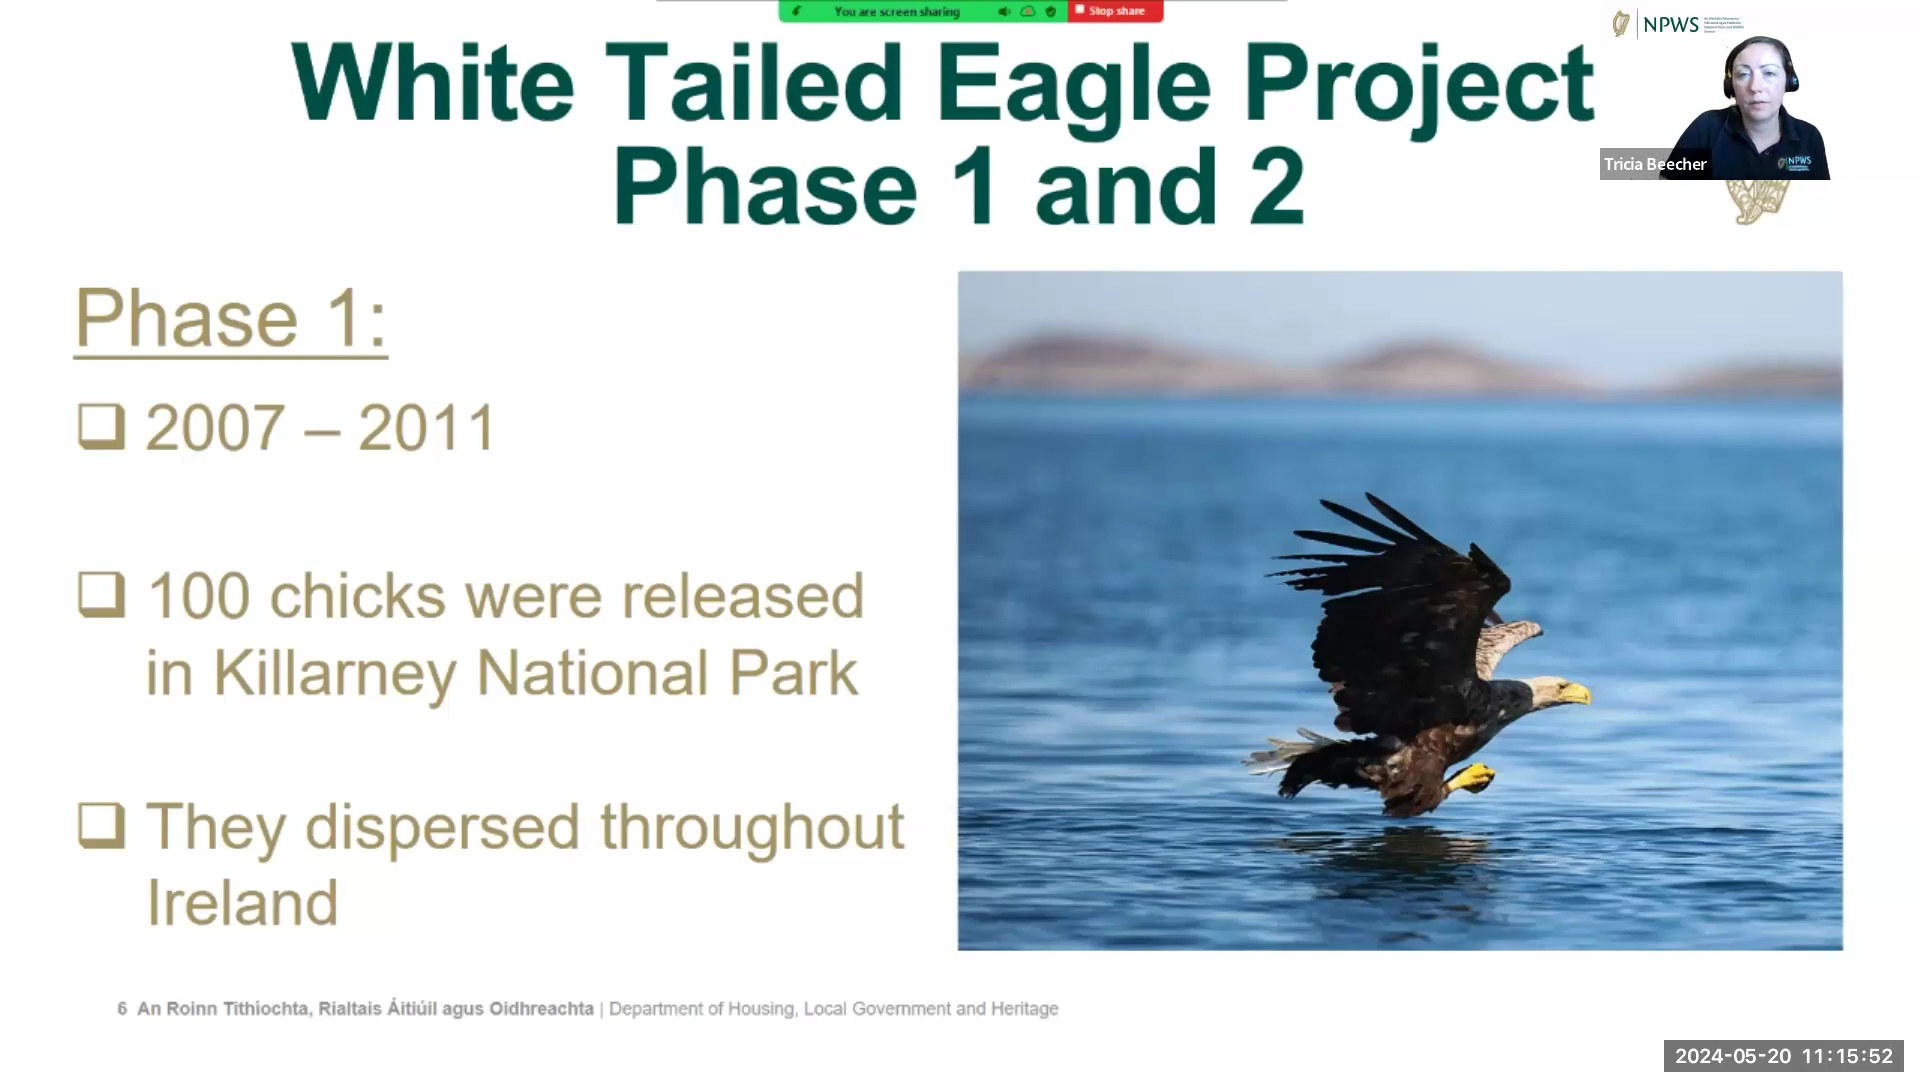 You are screen sharing
Stop share
NPWS
White Tailed Eagle Project
Phase 1 and 2
Tricia Beecher
NPWS
Phase 1:
2007 – 2011
100 chicks were released
in Killarney National Park
They dispersed throughout
Ireland
6 An Roinn Tithíochta, Rialtais Áitiúil agus Oidhreachta | Department of Housing, Local Government and Heritage
2024-05-20 11:15:52